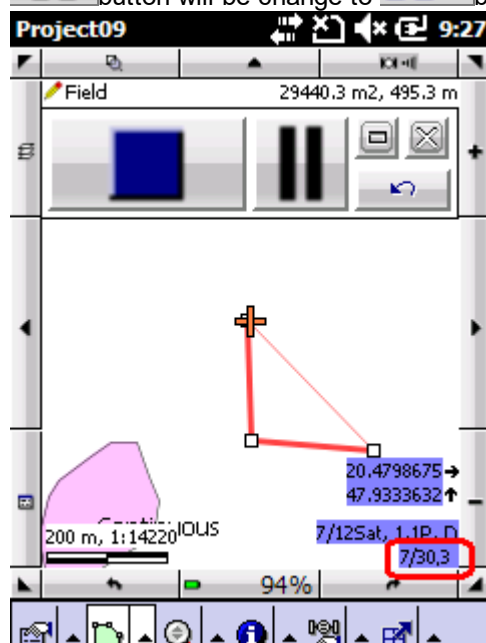 button will be change to
Project09 9:27
Field 29440.3 m2, 495.3 m
20.4798675
47.9333632
200 m, 1:14220
7/12Sat, 1.1P, D
7/30,3
94%